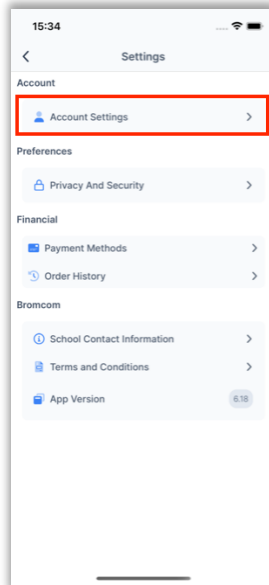 15:34
Settings
Account
Account Settings
Preferences
Privacy And Security
Financial
Payment Methods
Order History
Bromcom
School Contact Information
Terms and Conditions
App Version 6.18